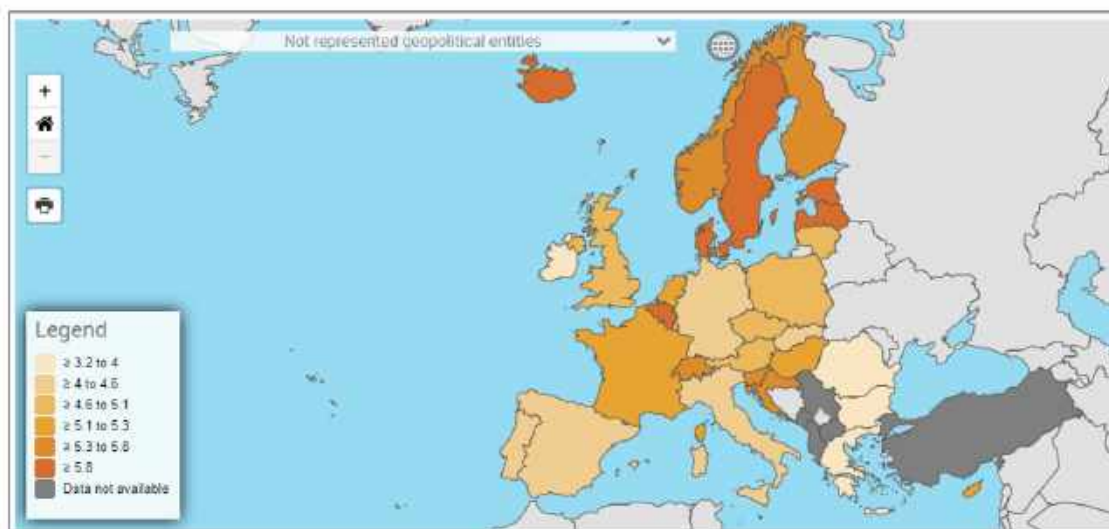 Not represented geopolitical entities
+
−
Legend
≥ 3.2 to 4
≥ 4 to 4.6
≥ 4.6 to 5.1
≥ 5.1 to 5.3
≥ 5.3 to 5.8
≥ 5.8
Data not available